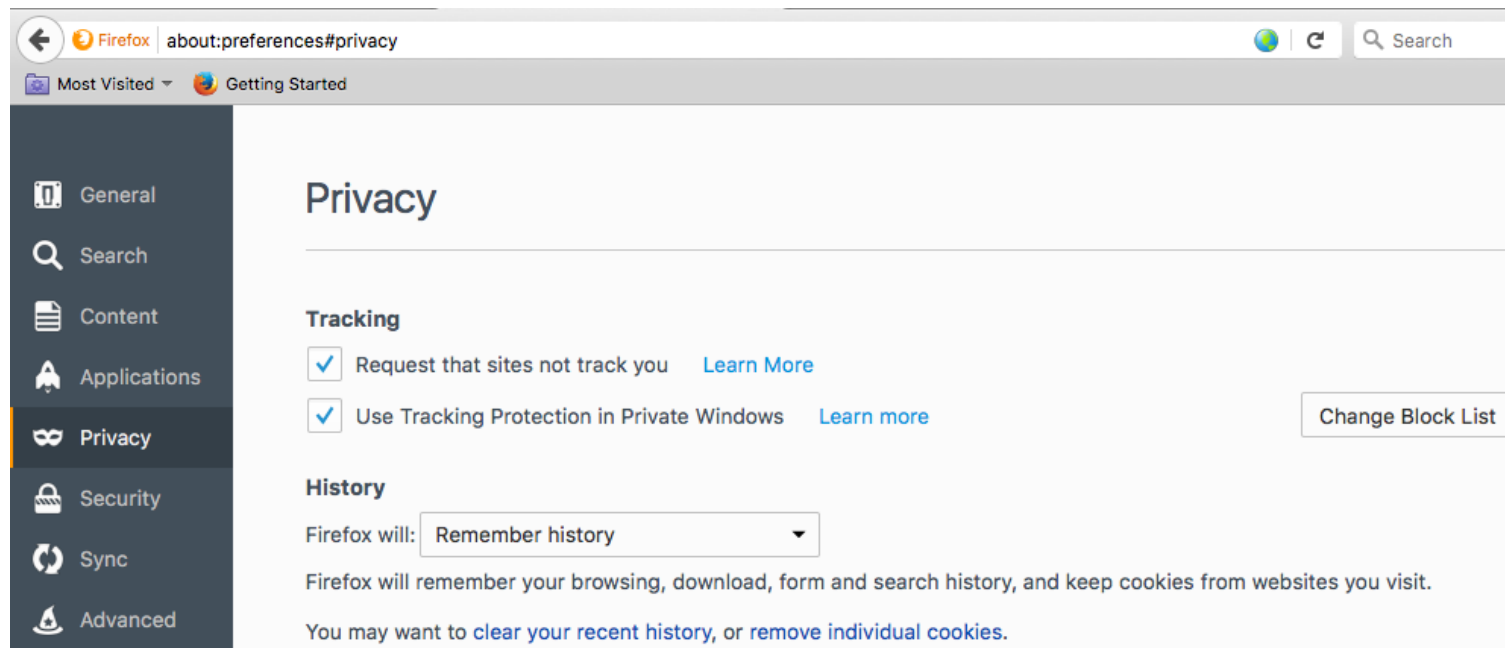 Firefox about:preferences#privacy Search
Most Visited Getting Started
General
Search
Content
Applications
Privacy
Security
Sync
Advanced
Privacy
Tracking
Request that sites not track you Learn More
Use Tracking Protection in Private Windows Learn more Change Block List
History
Firefox will: Remember history
Firefox will remember your browsing, download, form and search history, and keep cookies from websites you visit.
You may want to clear your recent history, or remove individual cookies.